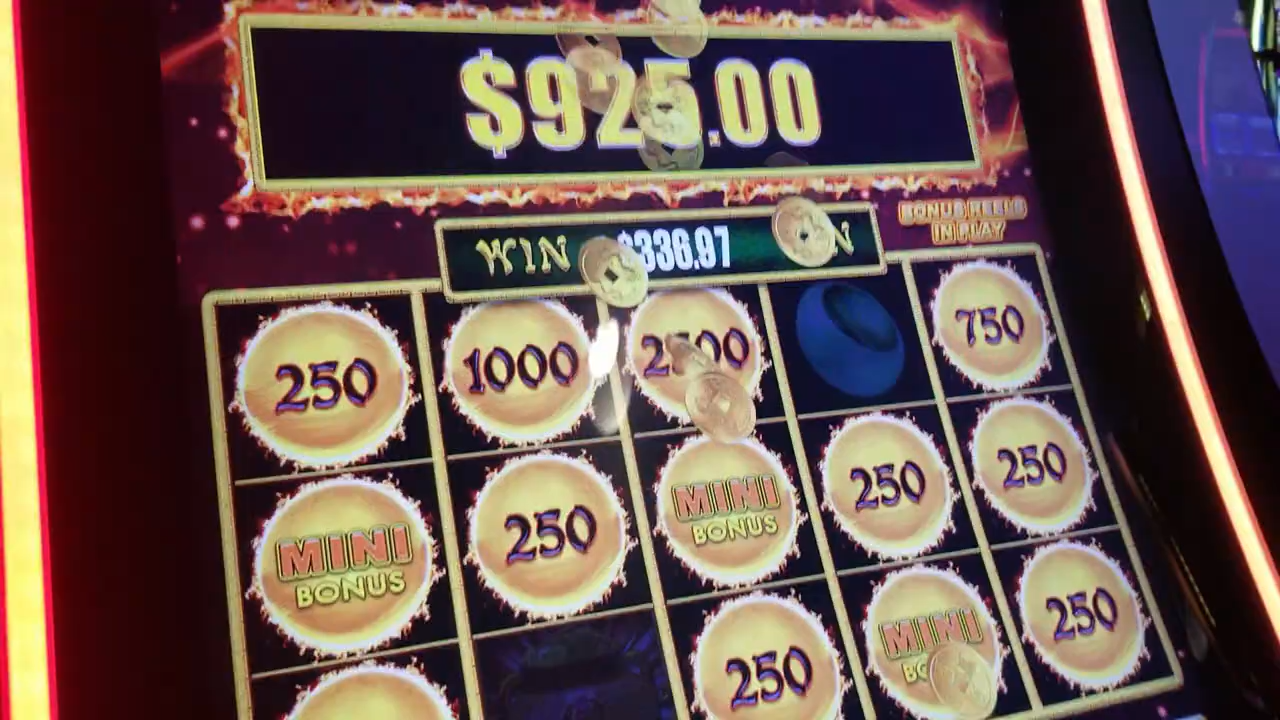 $925.00
WIN $336.97
BONUS REELS
IN PLAY
250 1000 2500 750
MINI BONUS 250 MINI BONUS 250 250
250 MINI 250